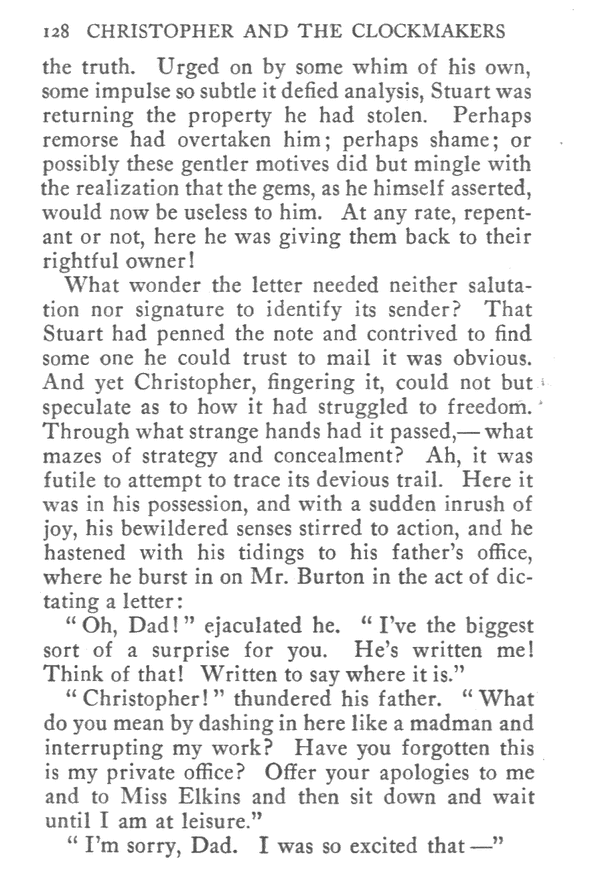 128 CHRISTOPHER AND THE CLOCKMAKERS
the truth. Urged on by some whim of his own,
some impulse so subtle it defied analysis, Stuart was
returning the property he had stolen. Perhaps
remorse had overtaken him; perhaps shame; or
possibly these gentler motives did but mingle with
the realization that the gems, as he himself asserted,
would now be useless to him. At any rate, repent-
ant or not, here he was giving them back to their
rightful owner!
What wonder the letter needed neither saluta-
tion nor signature to identify its sender? That
Stuart had penned the note and contrived to find
some one he could trust to mail it was obvious.
And yet Christopher, fingering it, could not but
speculate as to how it had struggled to freedom.
Through what strange hands had it passed,—what
mazes of strategy and concealment? Ah, it was
futile to attempt to trace its devious trail. Here it
was in his possession, and with a sudden inrush of
joy, his bewildered senses stirred to action, and he
hastened with his tidings to his father's office,
where he burst in on Mr. Burton in the act of dic-
tating a letter:
“Oh, Dad!” ejaculated he. “I've the biggest
sort of a surprise for you. He's written me!
Think of that! Written to say where it is.”
“Christopher!” thundered his father. “What
do you mean by dashing in here like a madman and
interrupting my work? Have you forgotten this
is my private office? Offer your apologies to me
and to Miss Elkins and then sit down and wait
until I am at leisure.”
“I'm sorry, Dad. I was so excited that—”